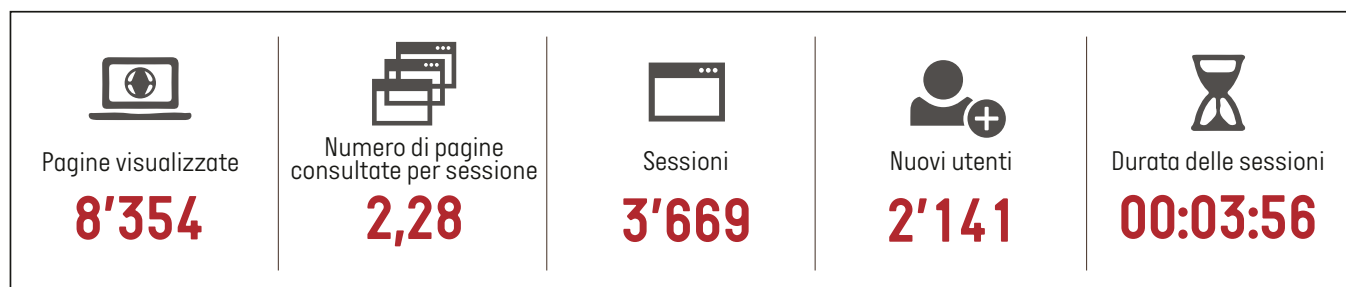 Pagine visualizzate
8'354
Numero di pagine
consultate per sessione
2,28
Sessioni
3'669
Nuovi utenti
2'141
Durata delle sessioni
00:03:56